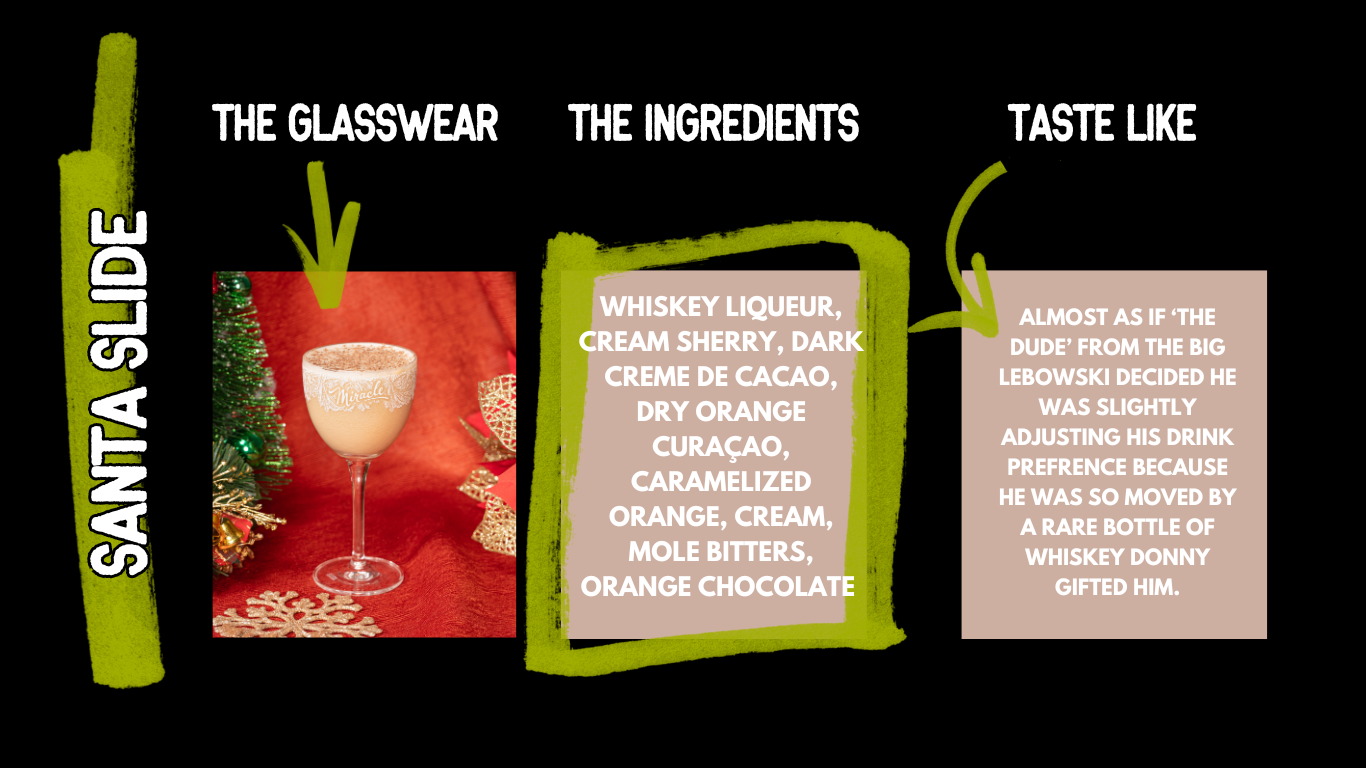 SANTA SLIDE
THE GLASSWEAR
Miracle
THE INGREDIENTS
WHISKEY LIQUEUR,
CREAM SHERRY, DARK
CREME DE CACAO,
DRY ORANGE
CURAÇAO,
CARAMELIZED
ORANGE, CREAM,
MOLE BITTERS,
ORANGE CHOCOLATE
TASTE LIKE
ALMOST AS IF ‘THE
DUDE’ FROM THE BIG
LEBOWSKI DECIDED HE
WAS SLIGHTLY
ADJUSTING HIS DRINK
PREFRENCE BECAUSE
HE WAS SO MOVED BY
A RARE BOTTLE OF
WHISKEY DONNY
GIFTED HIM.